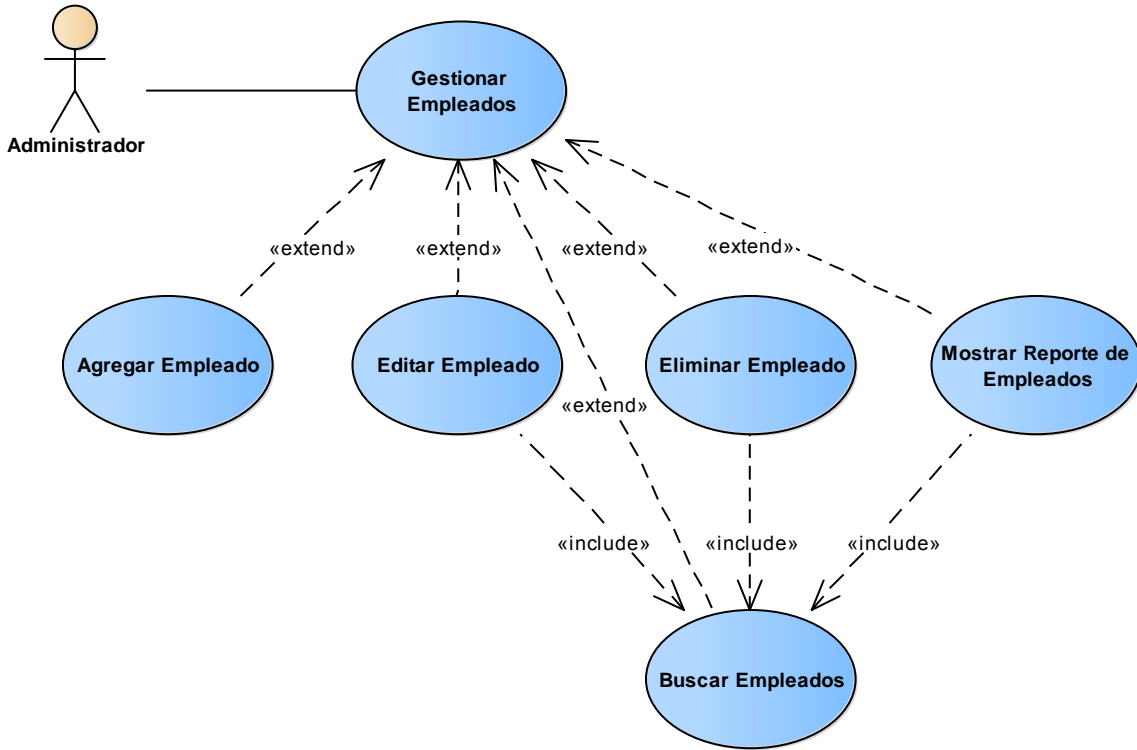 Gestionar
Empleados
Administrador
«extend»
«extend»
«extend»
«extend»
Agregar Empleado
Editar Empleado
Eliminar Empleado
Mostrar Reporte de
Empleados
«extend»
«include»
«include»
«include»
Buscar Empleados